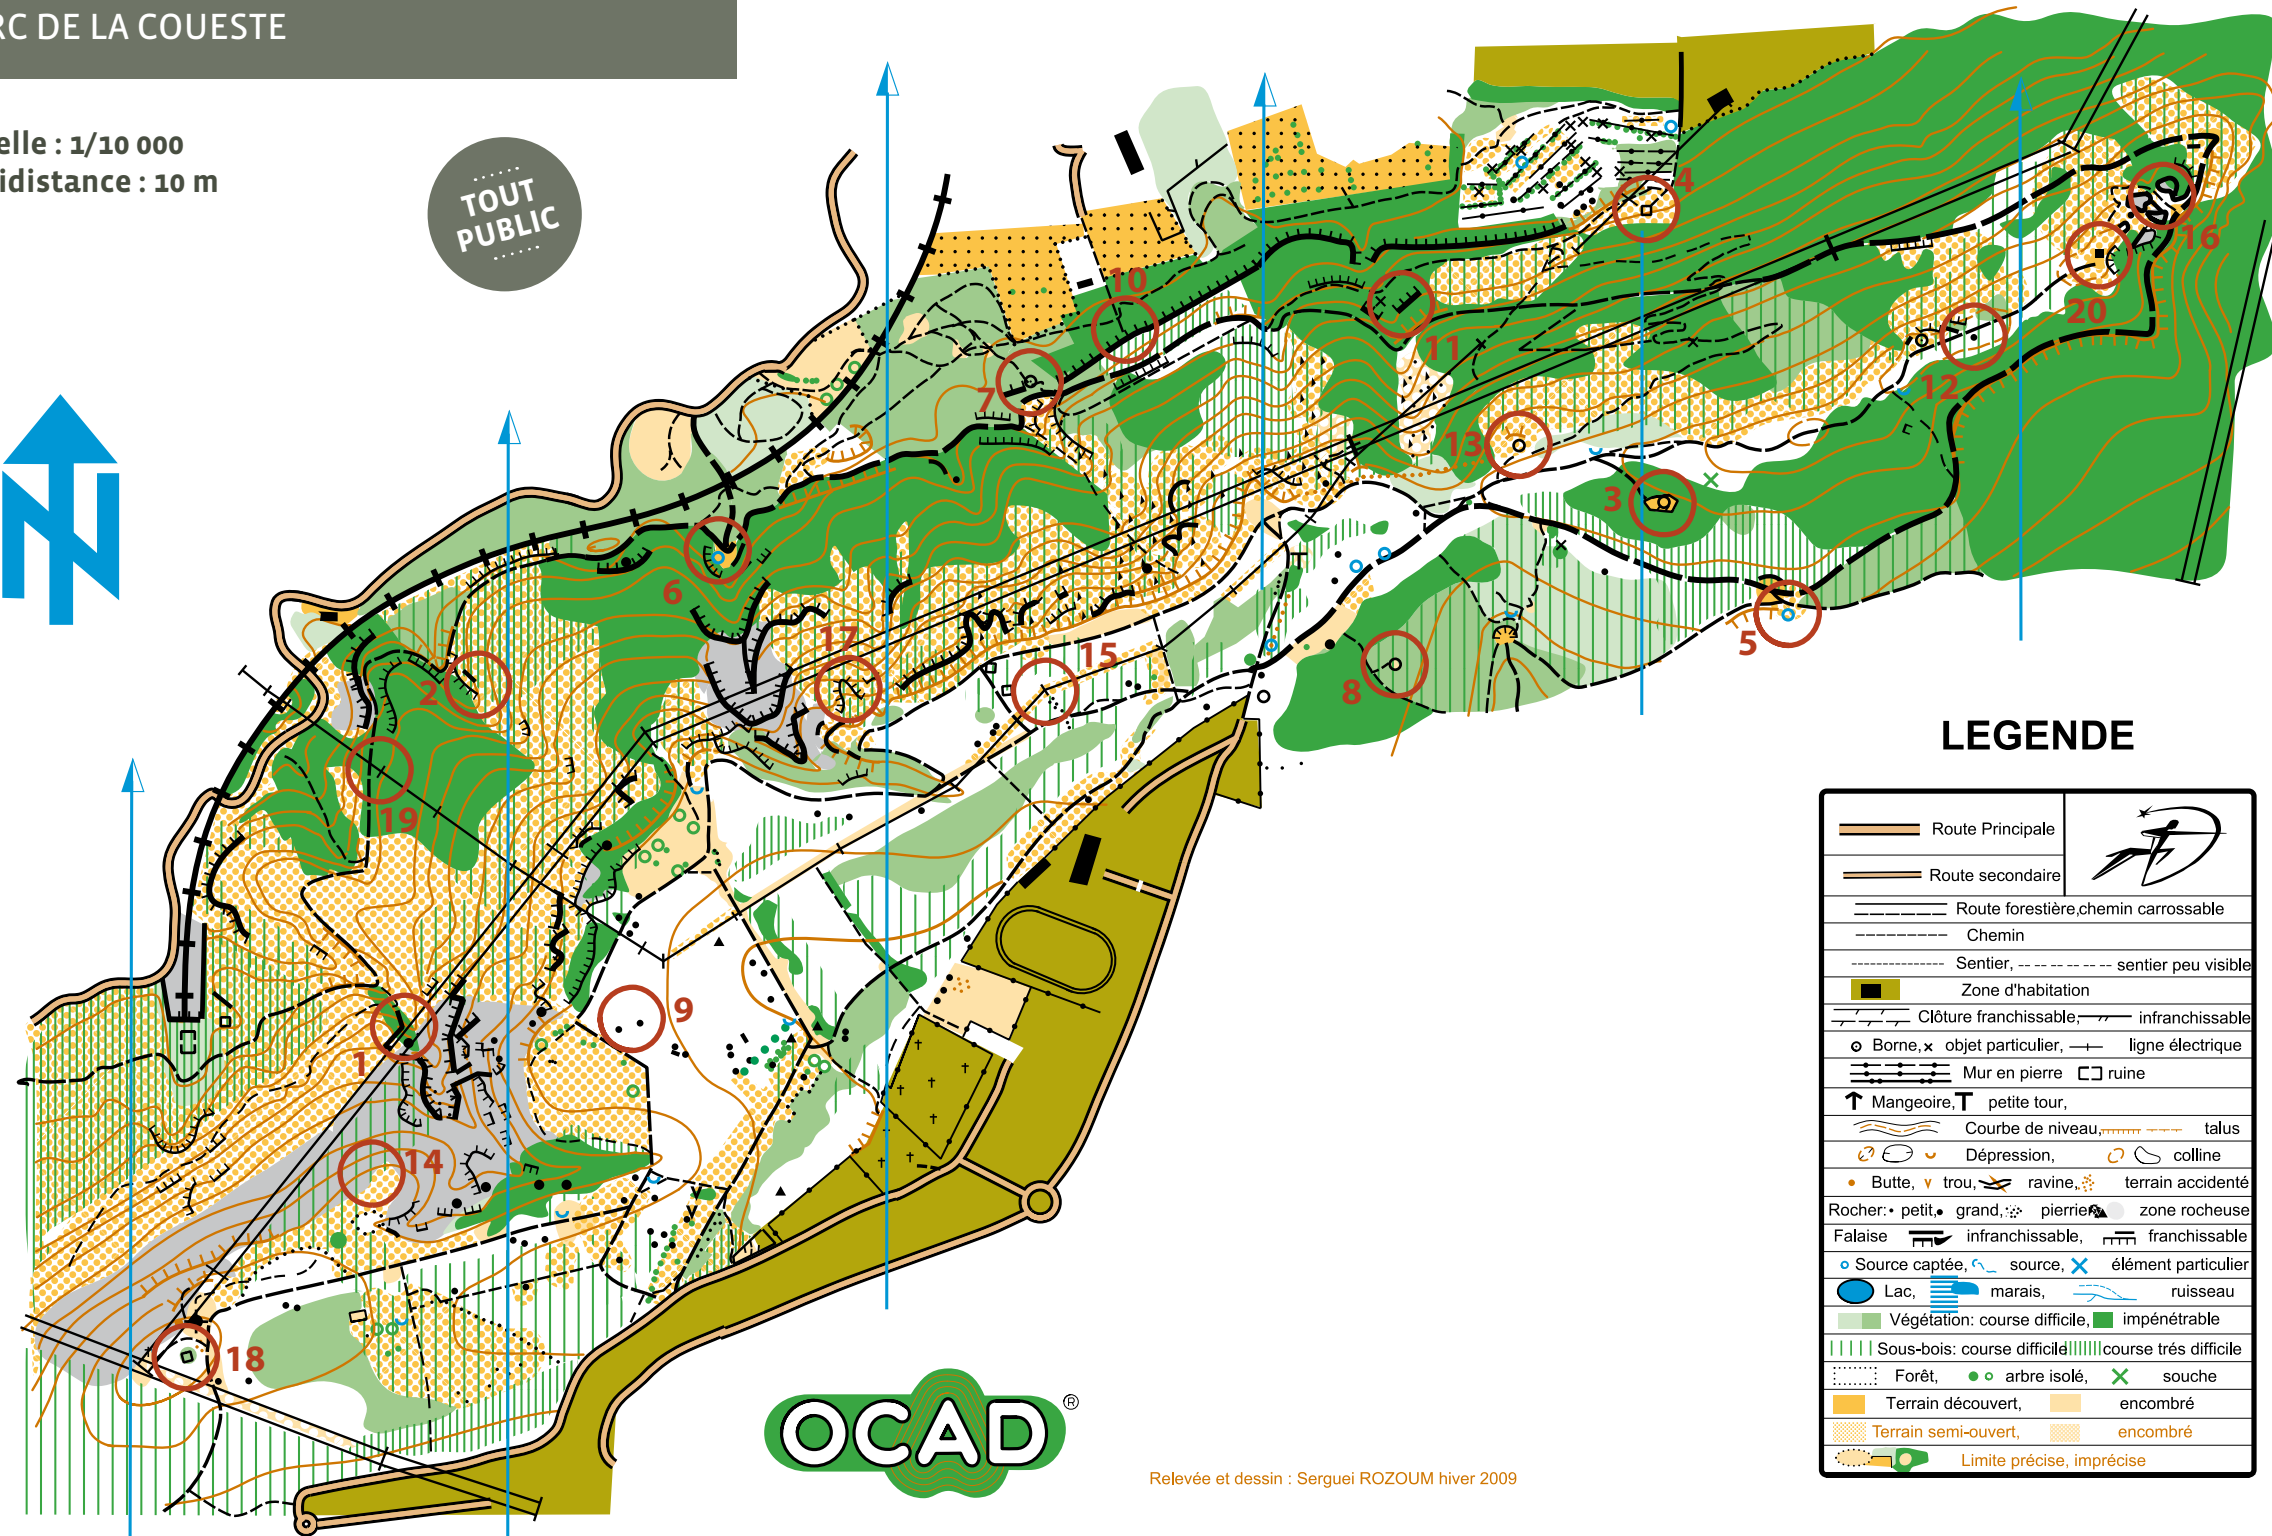 RC DE LA COUESTE
elle : 1/10 000
idistance : 10 m
TOUT
PUBLIC
N
4
16
10
20
11
7
12
13
3
6
5
17
15
2
8
19
9
1
14
18
LEGENDE
Route Principale
Route secondaire
Route forestière,chemin carrossable
Chemin
Sentier, sentier peu visible
Zone d'habitation
Clôture franchissable, infranchissable
Borne, objet particulier, ligne électrique
Mur en pierre ruine
Mangeoire, petite tour,
Courbe de niveau, talus
Dépression, colline
Butte, trou, ravine, terrain accidenté
Rocher: petit, grand, pierrier zone rocheuse
Falaise infranchissable, franchissable
Source captée, source, élément particulier
Lac, marais, ruisseau
Végétation: course difficile, impénétrable
Sous-bois: course difficile course trés difficile
Forêt, arbre isolé, souche
Terrain découvert, encombré
Terrain semi-ouvert, encombré
Limite précise, imprécise
OCAD ®
Relevée et dessin : Serguei ROZOUM hiver 2009